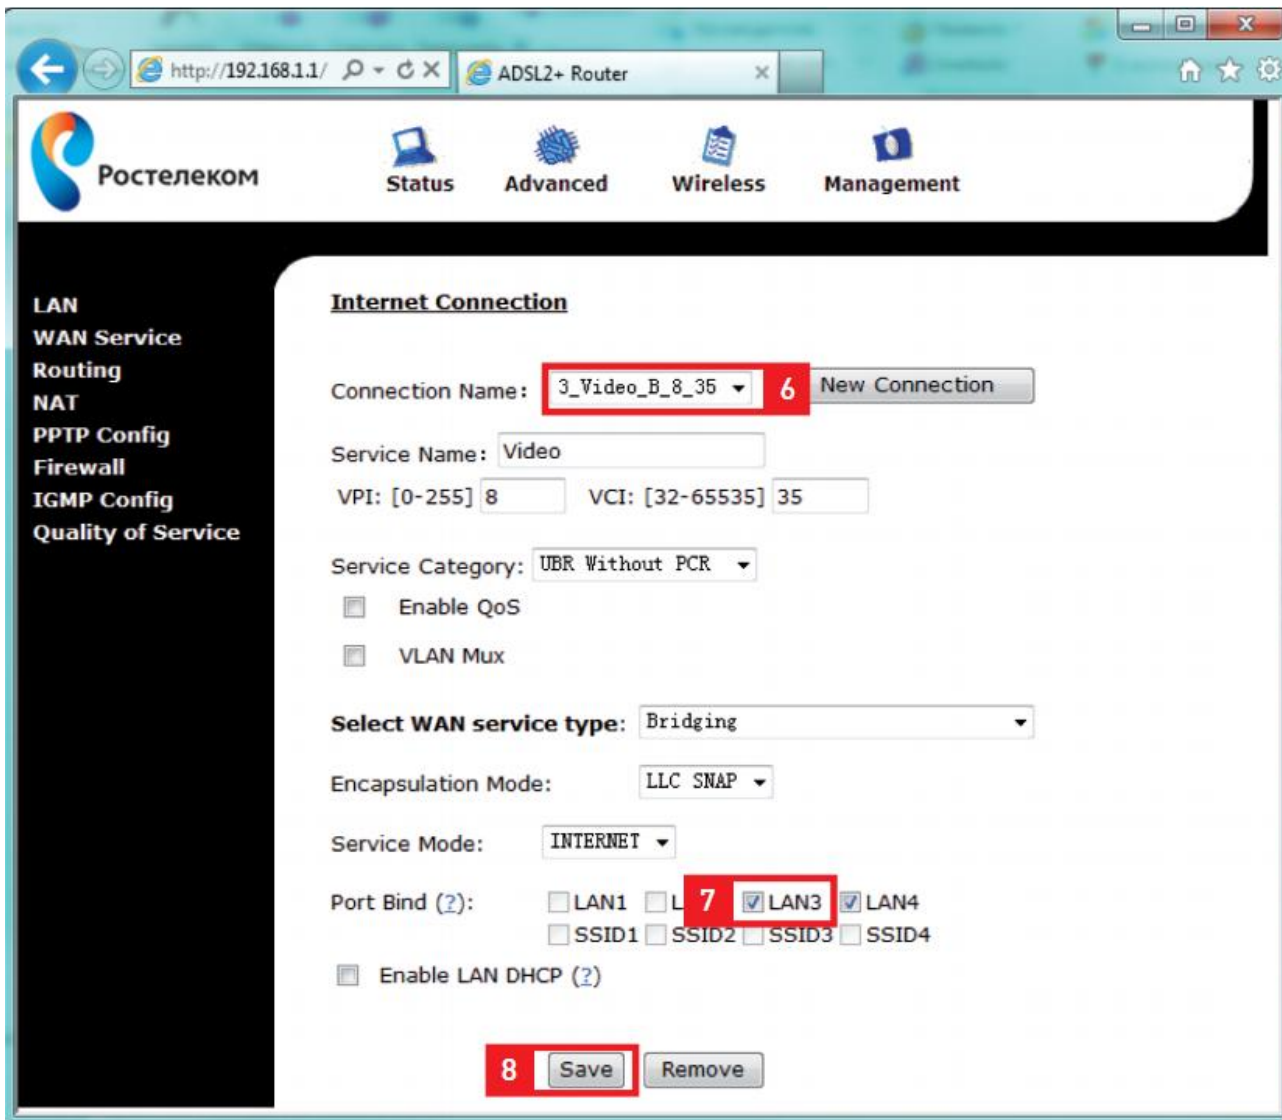 http://192.168.1.1/
ADSL2+ Router
Ростелеком
Status Advanced Wireless Management
LAN
WAN Service
Routing
NAT
PPTP Config
Firewall
IGMP Config
Quality of Service
Internet Connection
Connection Name: 3_Video_B_8_35 6 New Connection
Service Name: Video
VPI: [0-255] 8 VCI: [32-65535] 35
Service Category: UBR Without PCR
Enable QoS
VLAN Mux
Select WAN service type: Bridging
Encapsulation Mode: LLC SNAP
Service Mode: INTERNET
Port Bind (?): LAN1 L 7 LAN3 LAN4
SSID1 SSID2 SSID3 SSID4
Enable LAN DHCP (?)
8 Save Remove